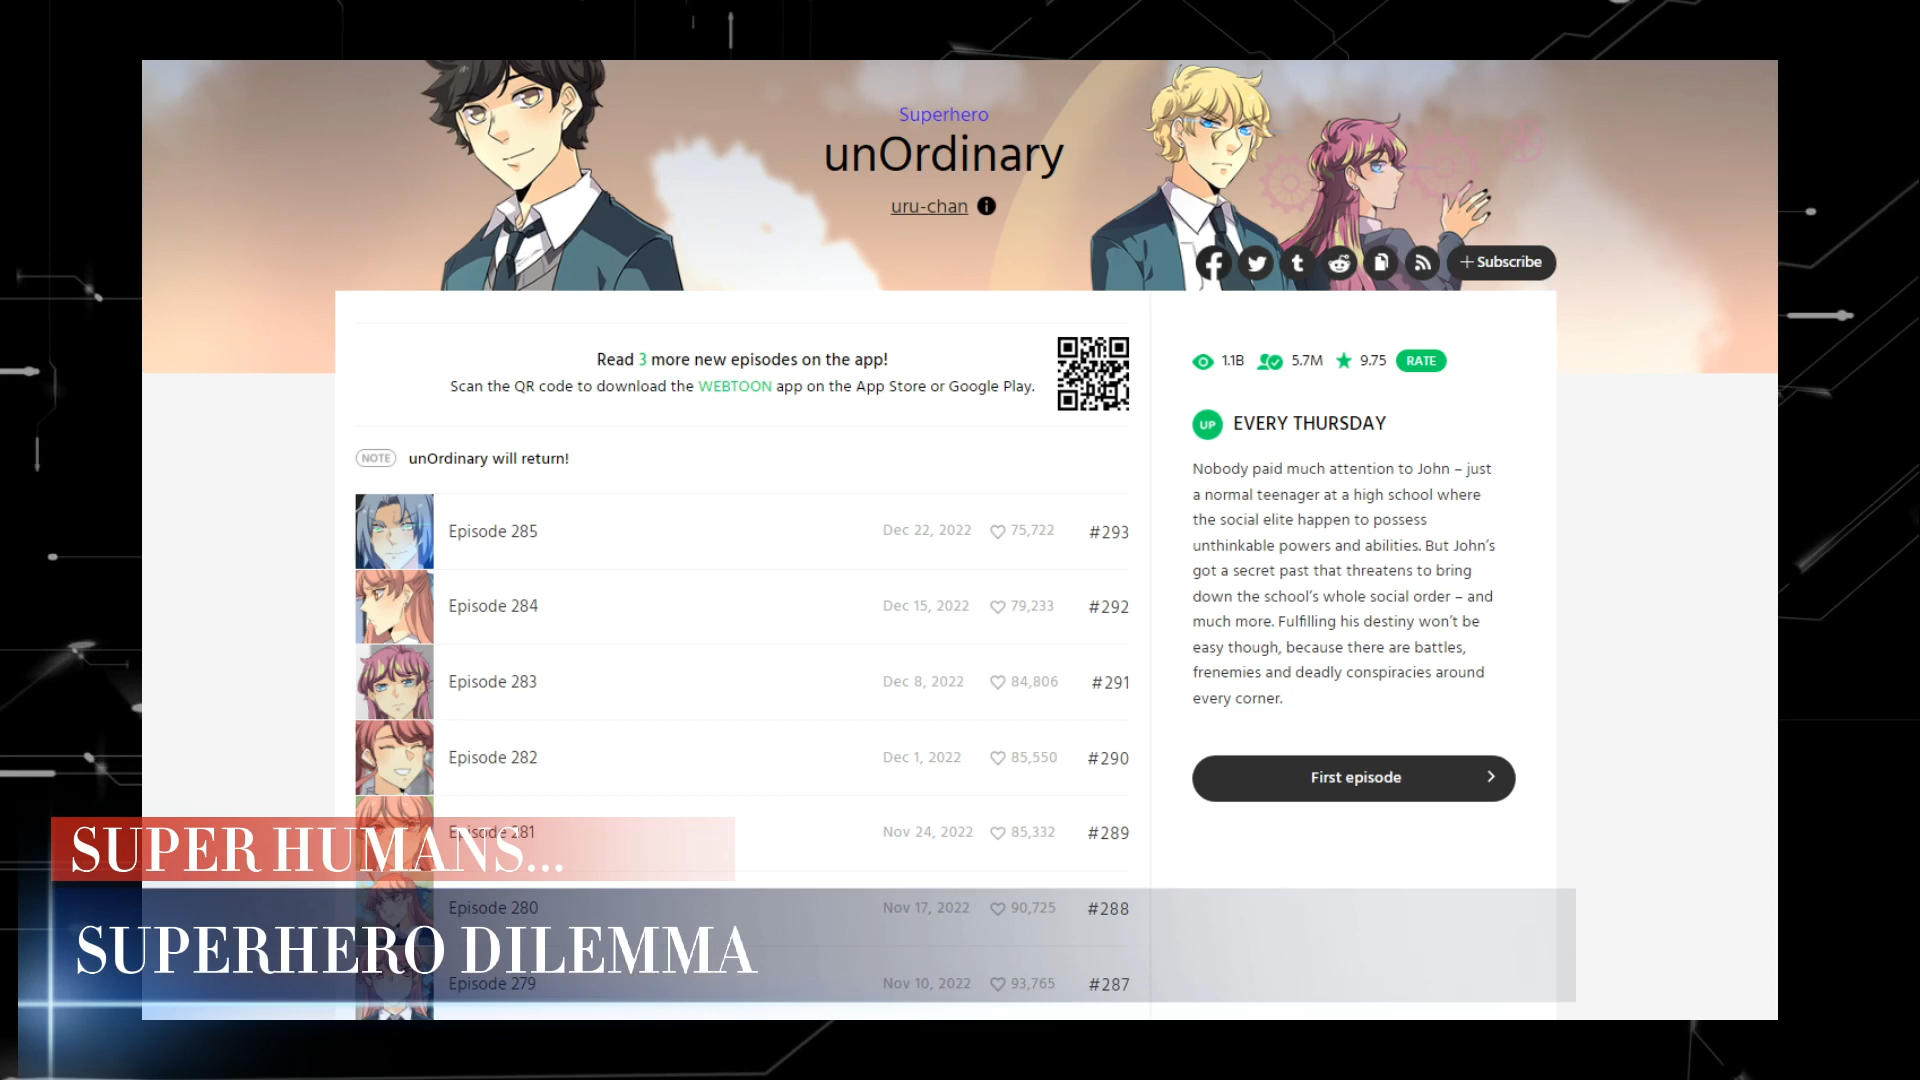 Superhero
unOrdinary
uru-chan
+ Subscribe
Read 3 more new episodes on the app!
Scan the QR code to download the WEBTOON app on the App Store or Google Play.
NOTE unOrdinary will return!
Episode 285 Dec 22, 2022 75,722 #293
Episode 284 Dec 15, 2022 79,233 #292
Episode 283 Dec 8, 2022 84,806 #291
Episode 282 Dec 1, 2022 85,550 #290
Episode 281 Nov 24, 2022 85,332 #289
Episode 280 Nov 17, 2022 90,725 #288
Episode 279 Nov 10, 2022 93,765 #287
1.1B 5.7M 9.75 RATE
UP EVERY THURSDAY
Nobody paid much attention to John – just
a normal teenager at a high school where
the social elite happen to possess
unthinkable powers and abilities. But John’s
got a secret past that threatens to bring
down the school’s whole social order – and
much more. Fulfilling his destiny won’t be
easy though, because there are battles,
frenemies and deadly conspiracies around
every corner.
First episode
SUPER HUMANS...
SUPERHERO DILEMMA